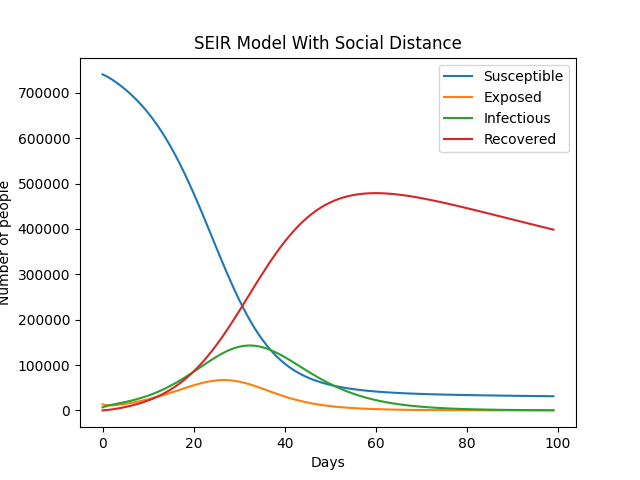 SEIR Model With Social Distance
Number of people
700000
600000
500000
400000
300000
200000
100000
0
Susceptible
Exposed
Infectious
Recovered
0 20 40 60 80 100
Days